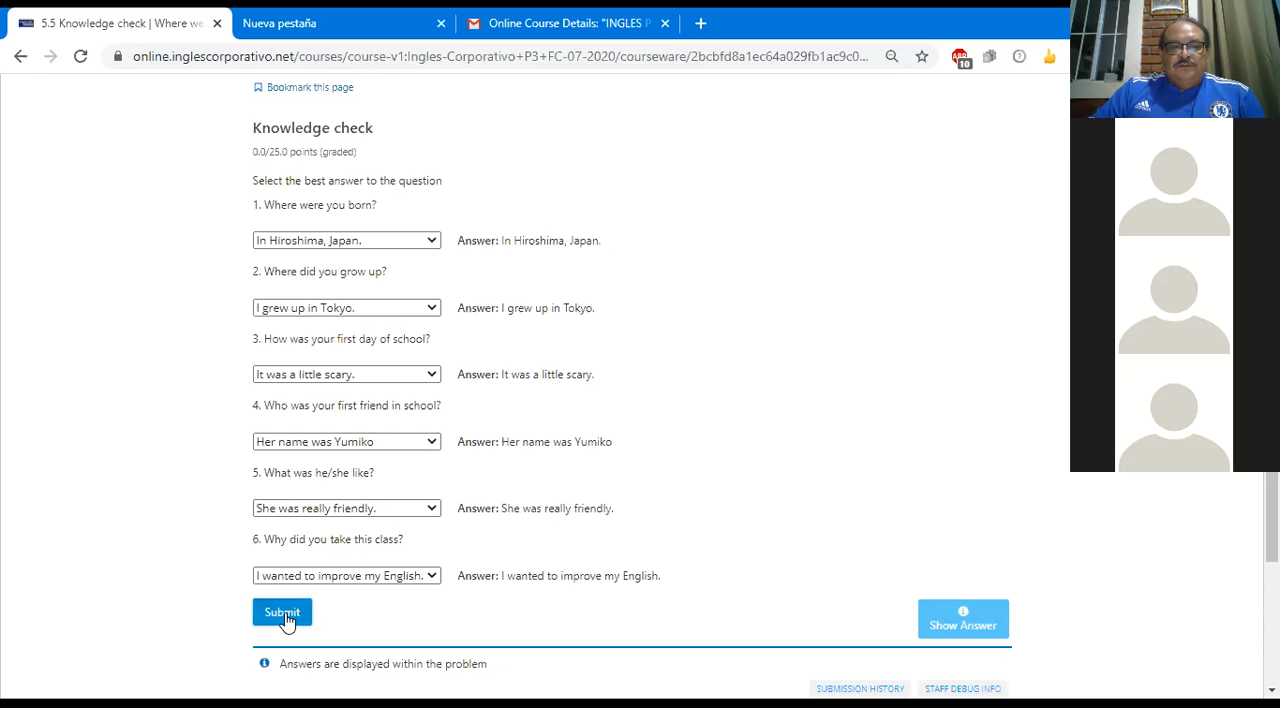 5.5 Knowledge check | Where we
Nueva pestaña
Online Course Details: "INGLES P
online.inglescorporativo.net/courses/course-v1:Ingles-Corporativo+P3+FC-07-2020/courseware/2bcbfd8a1ec64a029fb1ac9c0...
10
Bookmark this page
Knowledge check
0.0/25.0 points (graded)
Select the best answer to the question
1. Where were you born?
In Hiroshima, Japan.
Answer: In Hiroshima, Japan.
2. Where did you grow up?
I grew up in Tokyo.
Answer: I grew up in Tokyo.
3. How was your first day of school?
It was a little scary.
Answer: It was a little scary.
4. Who was your first friend in school?
Her name was Yumiko
Answer: Her name was Yumiko
5. What was he/she like?
She was really friendly.
Answer: She was really friendly.
6. Why did you take this class?
I wanted to improve my English.
Answer: I wanted to improve my English.
Submit
Show Answer
Answers are displayed within the problem
SUBMISSION HISTORY
STAFF DEBUG INFO